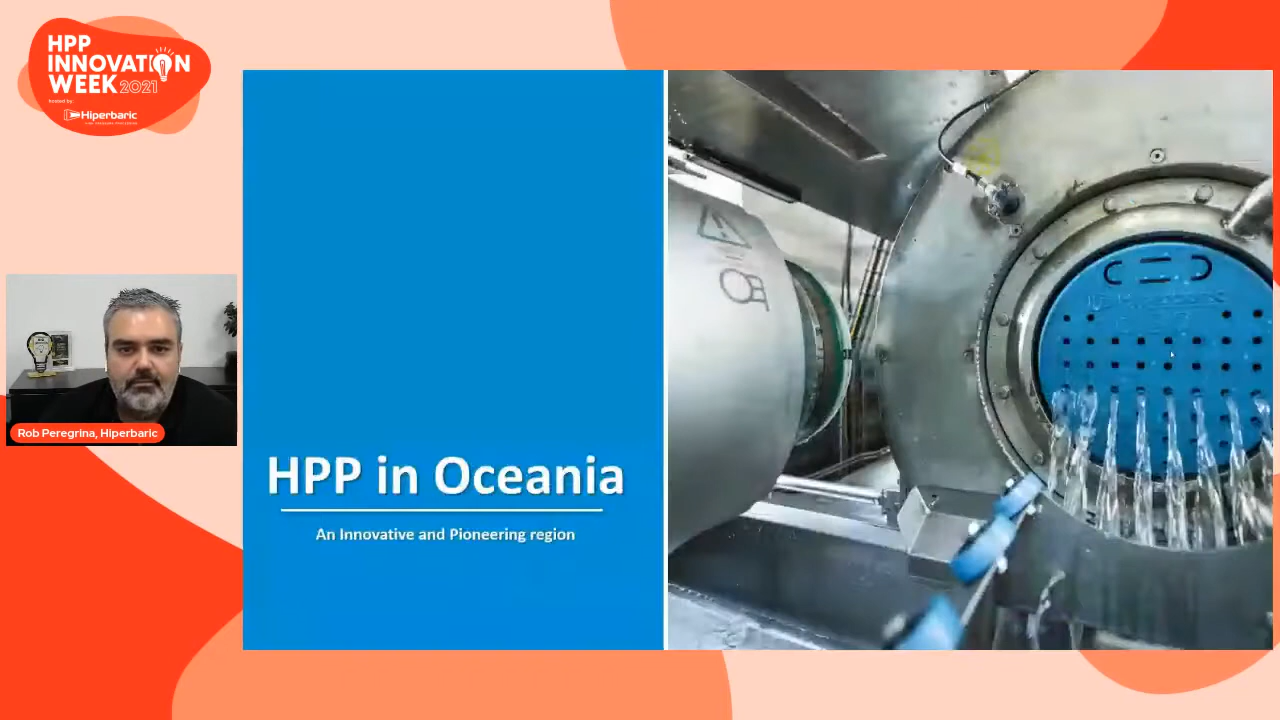 HPP
INNOVATION
WEEK 2021
hosted by:
Hiperbaric
Rob Peregrina, Hiperbaric
HPP in Oceania
An Innovative and Pioneering region